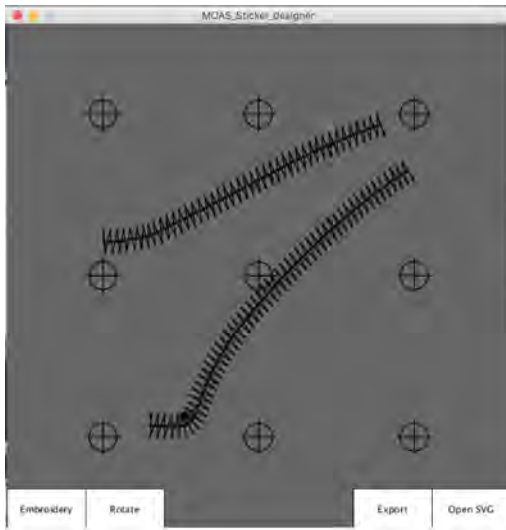 MOAS_Sticker_designer
Embroidery
Rotate
Export
Open SVG